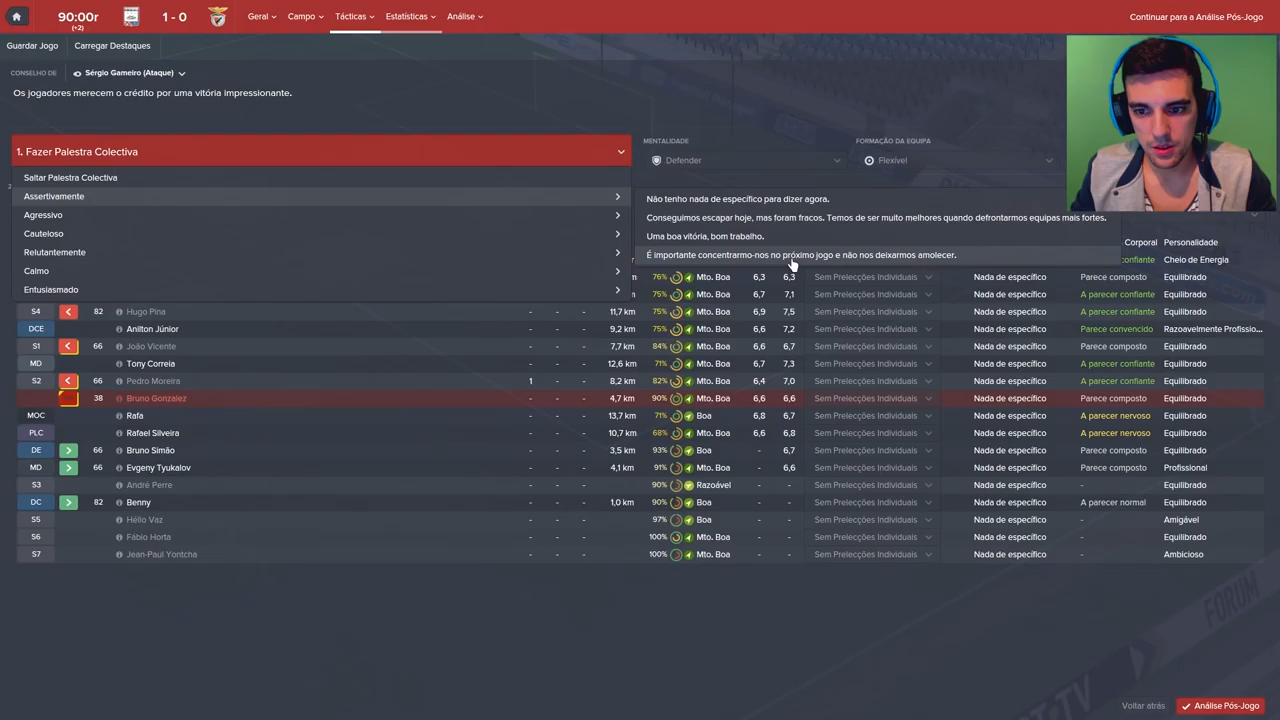 90:00r
(+2)
1 - 0
Geral
Campo
Tácticas
Estatísticas
Análise
Continuar para a Análise Pós-Jogo
Guardar Jogo
Carregar Destaques
CONSELHO DE
Sérgio Gameiro (Ataque)
Os jogadores merecem o crédito por uma vitória impressionante.
1. Fazer Palestra Colectiva
MENTALIDADE
Defender
FORMAÇÃO DA EQUIPA
Flexível
Saltar Palestra Colectiva
Assertivamente
Agressivo
Cauteloso
Relutantemente
Calmo
Entusiasmado
Não tenho nada de específico para dizer agora.
Conseguimos escapar hoje, mas foram fracos. Temos de ser muito melhores quando defrontarmos equipas mais fortes.
Uma boa vitória, bom trabalho.
É importante concentrarmo-nos no próximo jogo e não nos deixarmos amolecer.
Corporal Personalidade
confiante Cheio de Energia
76% Mto. Boa 6,3 6,3 Sem Prelecções Individuais Nada de específico Parece composto Equilibrado
75% Mto. Boa 6,7 7,1 Sem Prelecções Individuais Nada de específico A parecer confiante Equilibrado
S4 82 Hugo Pina - - - 11,7 km 75% Mto. Boa 6,9 7,5 Sem Prelecções Individuais Nada de específico A parecer confiante Equilibrado
DCE Anilton Júnior - - - 9,2 km 75% Mto. Boa 6,6 7,2 Sem Prelecções Individuais Nada de específico Parece convencido Razoavelmente Profissio...
S1 66 João Vicente - - - 7,7 km 84% Mto. Boa 6,6 6,7 Sem Prelecções Individuais Nada de específico Parece composto Equilibrado
MD Tony Correia - - - 12,6 km 71% Mto. Boa 6,7 7,3 Sem Prelecções Individuais Nada de específico A parecer confiante Equilibrado
S2 66 Pedro Moreira 1 - - 8,2 km 82% Mto. Boa 6,4 7,0 Sem Prelecções Individuais Nada de específico A parecer confiante Equilibrado
38 Bruno Gonzalez - - - 4,7 km 90% Mto. Boa 6,6 6,6 Sem Prelecções Individuais Nada de específico Parece composto Equilibrado
MOC Rafa - - - 13,7 km 71% Boa 6,8 6,7 Sem Prelecções Individuais Nada de específico A parecer nervoso Equilibrado
PLC Rafael Silveira - - - 10,7 km 68% Mto. Boa 6,6 6,8 Sem Prelecções Individuais Nada de específico A parecer nervoso Equilibrado
DE 66 Bruno Simão - - - 3,5 km 93% Boa - 6,7 Sem Prelecções Individuais Nada de específico Parece composto Equilibrado
MD 66 Evgeny Tyukalov - - - 4,1 km 91% Mto. Boa - 6,6 Sem Prelecções Individuais Nada de específico Parece composto Profissional
S3 André Perre - - - 90% Razoável - - Sem Prelecções Individuais Nada de específico - Equilibrado
DC 82 Benny - - - 1,0 km 90% Boa - - Sem Prelecções Individuais Nada de específico A parecer normal Equilibrado
S5 Hélio Vaz - - - 97% Boa - - Sem Prelecções Individuais Nada de específico - Amigável
S6 Fábio Horta - - - 100% Mto. Boa - - Sem Prelecções Individuais Nada de específico - Equilibrado
S7 Jean-Paul Yontcha - - - 100% Mto. Boa - - Sem Prelecções Individuais Nada de específico - Ambicioso
FORUM
Voltar atrás
Análise Pós-Jogo